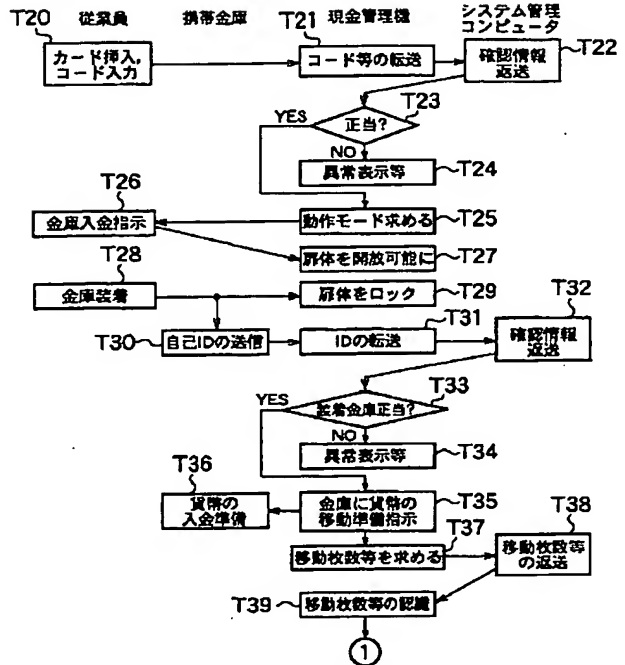 従業員
携帯金庫
現金管理機
システム管理
コンピュータ
T20
カード挿入,
コード入力
T21
コード等の転送
T22
確認情報
返送
T23
正当?
YES
NO
T24
異常表示等
T25
動作モード求める
T26
金庫入金指示
T27
扉体を開放可能に
T28
金庫装着
T29
扉体をロック
T30
自己IDの送信
T31
IDの転送
T32
確認情報
返送
T33
装着金庫正当?
YES
NO
T34
異常表示等
T35
金庫に貨幣の
移動準備指示
T36
貨幣の
入金準備
T37
移動枚数等を求める
T38
移動枚数等
の返送
T39
移動枚数等の認識
1